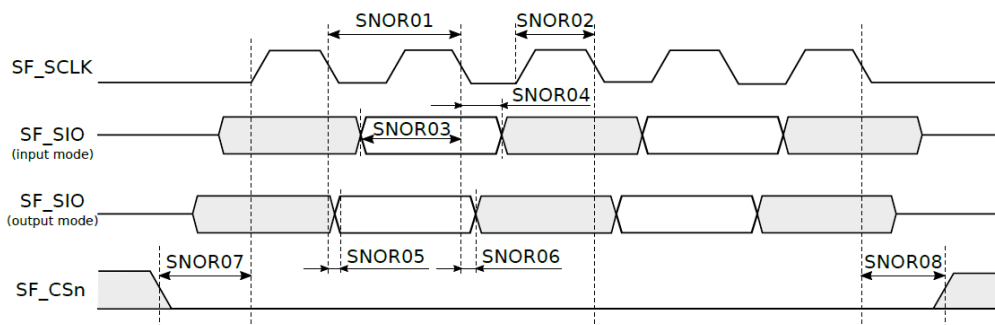 SNOR01
SNOR02
SF_SCLK
SNOR04
SF_SIO
(input mode)
SNOR03
SF_SIO
(output mode)
SNOR05
SNOR06
SNOR07
SNOR08
SF_CSn